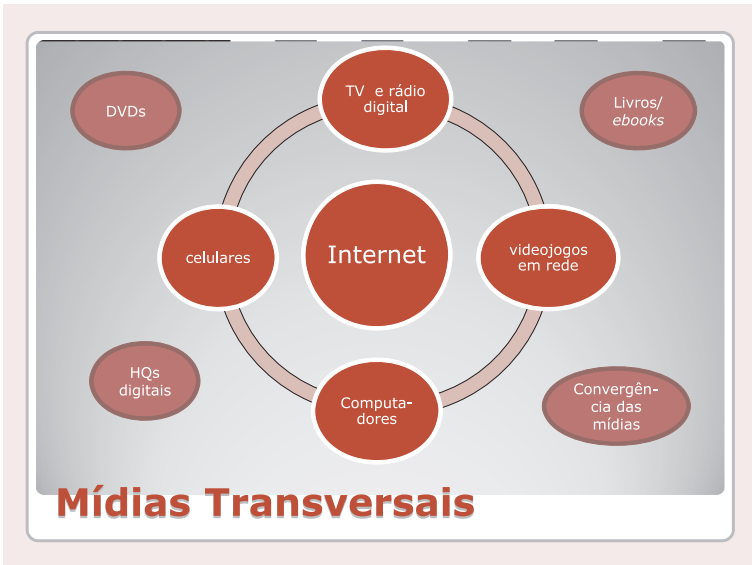 DVDs
TV e rádio
digital
Livros/
ebooks
celulares
Internet
videojogos
em rede
HQs
digitais
Computa-
dores
Convergên-
cia das
mídias
Mídias Transversais